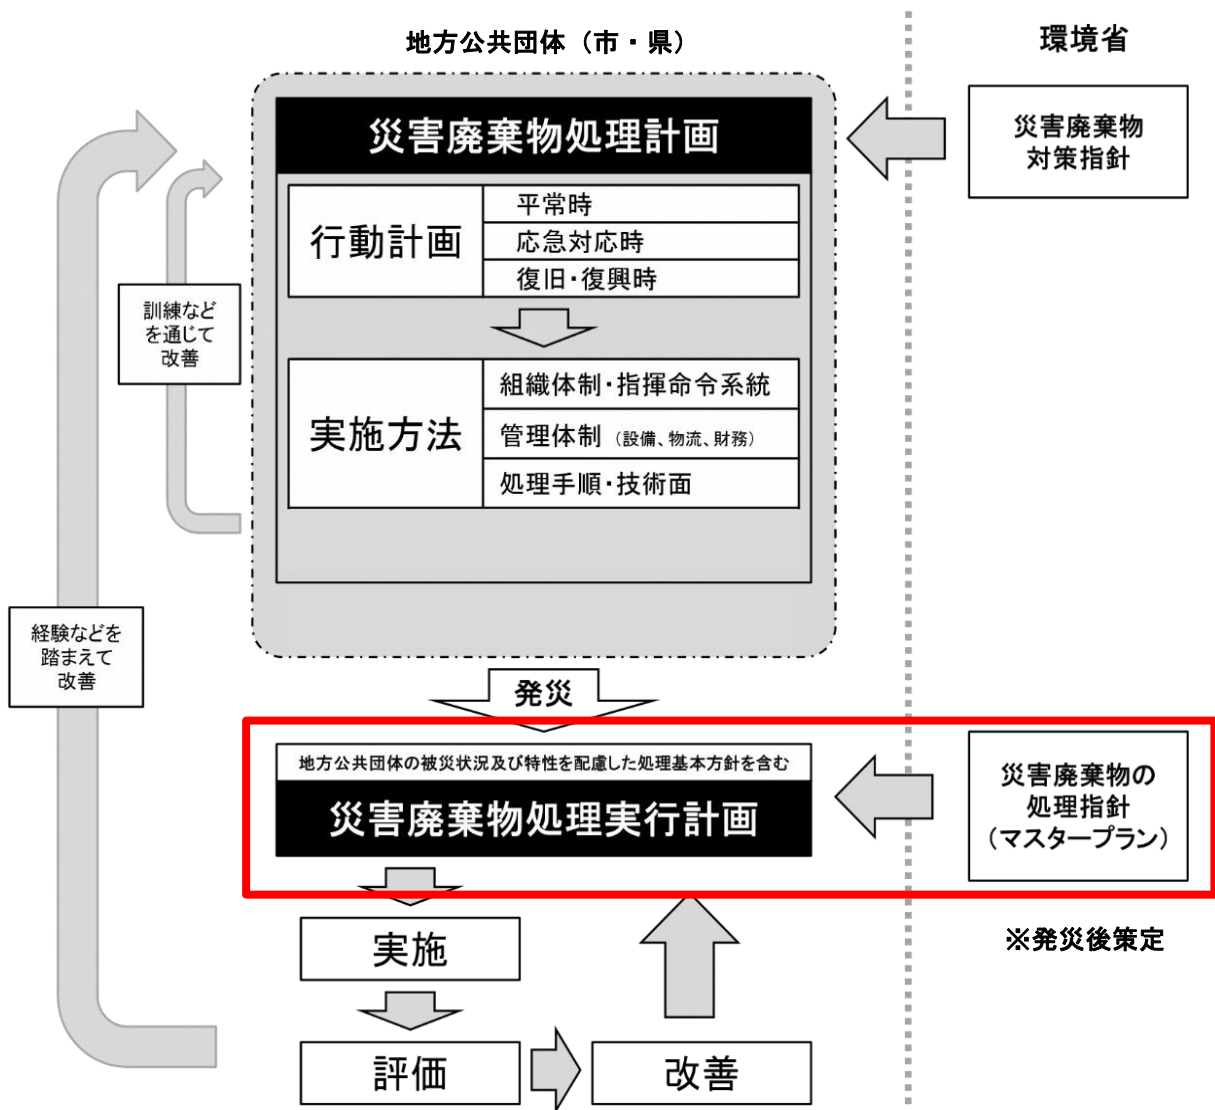 地方公共団体（市・県）
環境省
災害廃棄物処理計画
災害廃棄物
対策指針
行動計画
平常時
応急対応時
復旧・復興時
訓練など
を通じて
改善
実施方法
組織体制・指揮命令系統
管理体制（設備、物流、財務）
処理手順・技術面
経験などを
踏まえて
改善
発災
地方公共団体の被災状況及び特性を配慮した処理基本方針を含む
災害廃棄物処理実行計画
災害廃棄物の
処理指針
（マスタープラン）
※発災後策定
実施
評価
改善